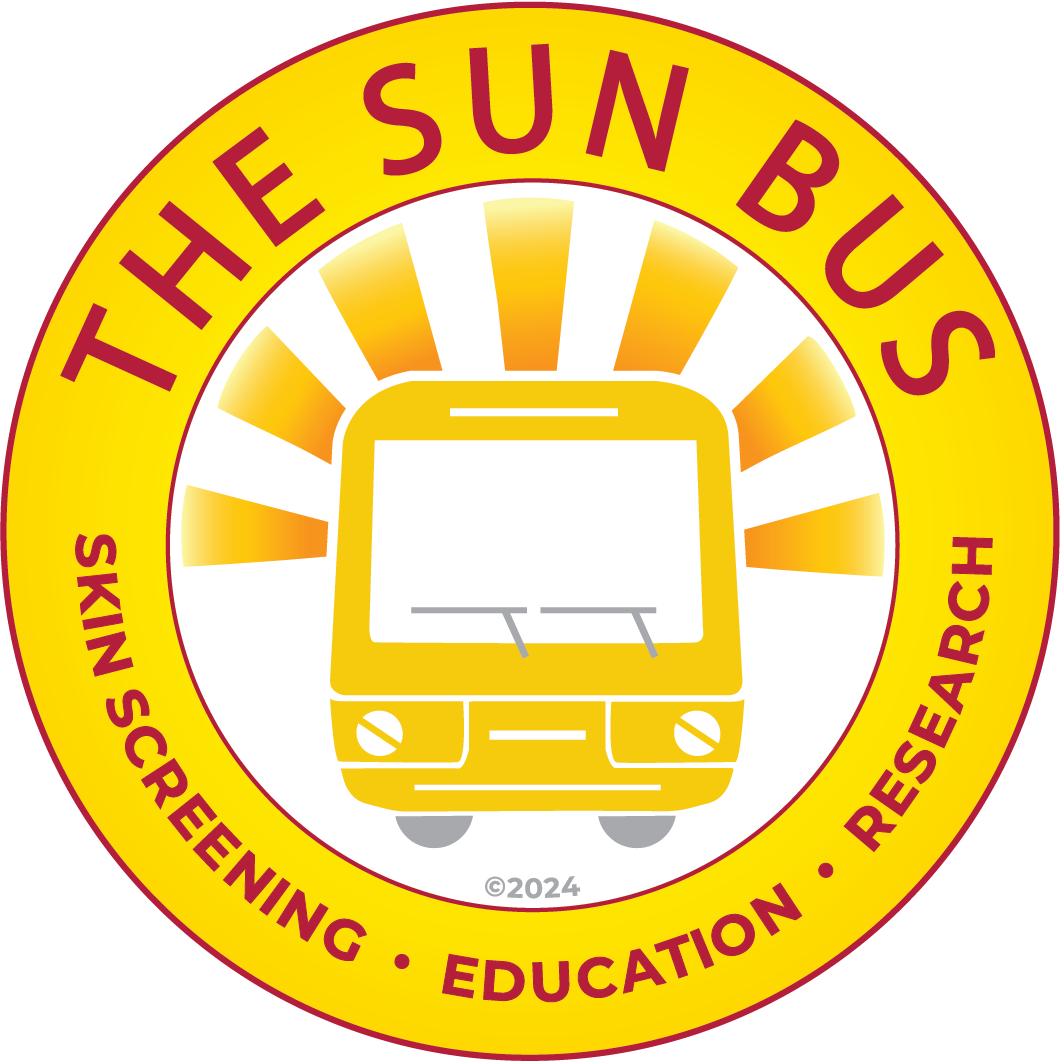 THE SUN BUS
SKIN SCREENING • EDUCATION • RESEARCH
©2024